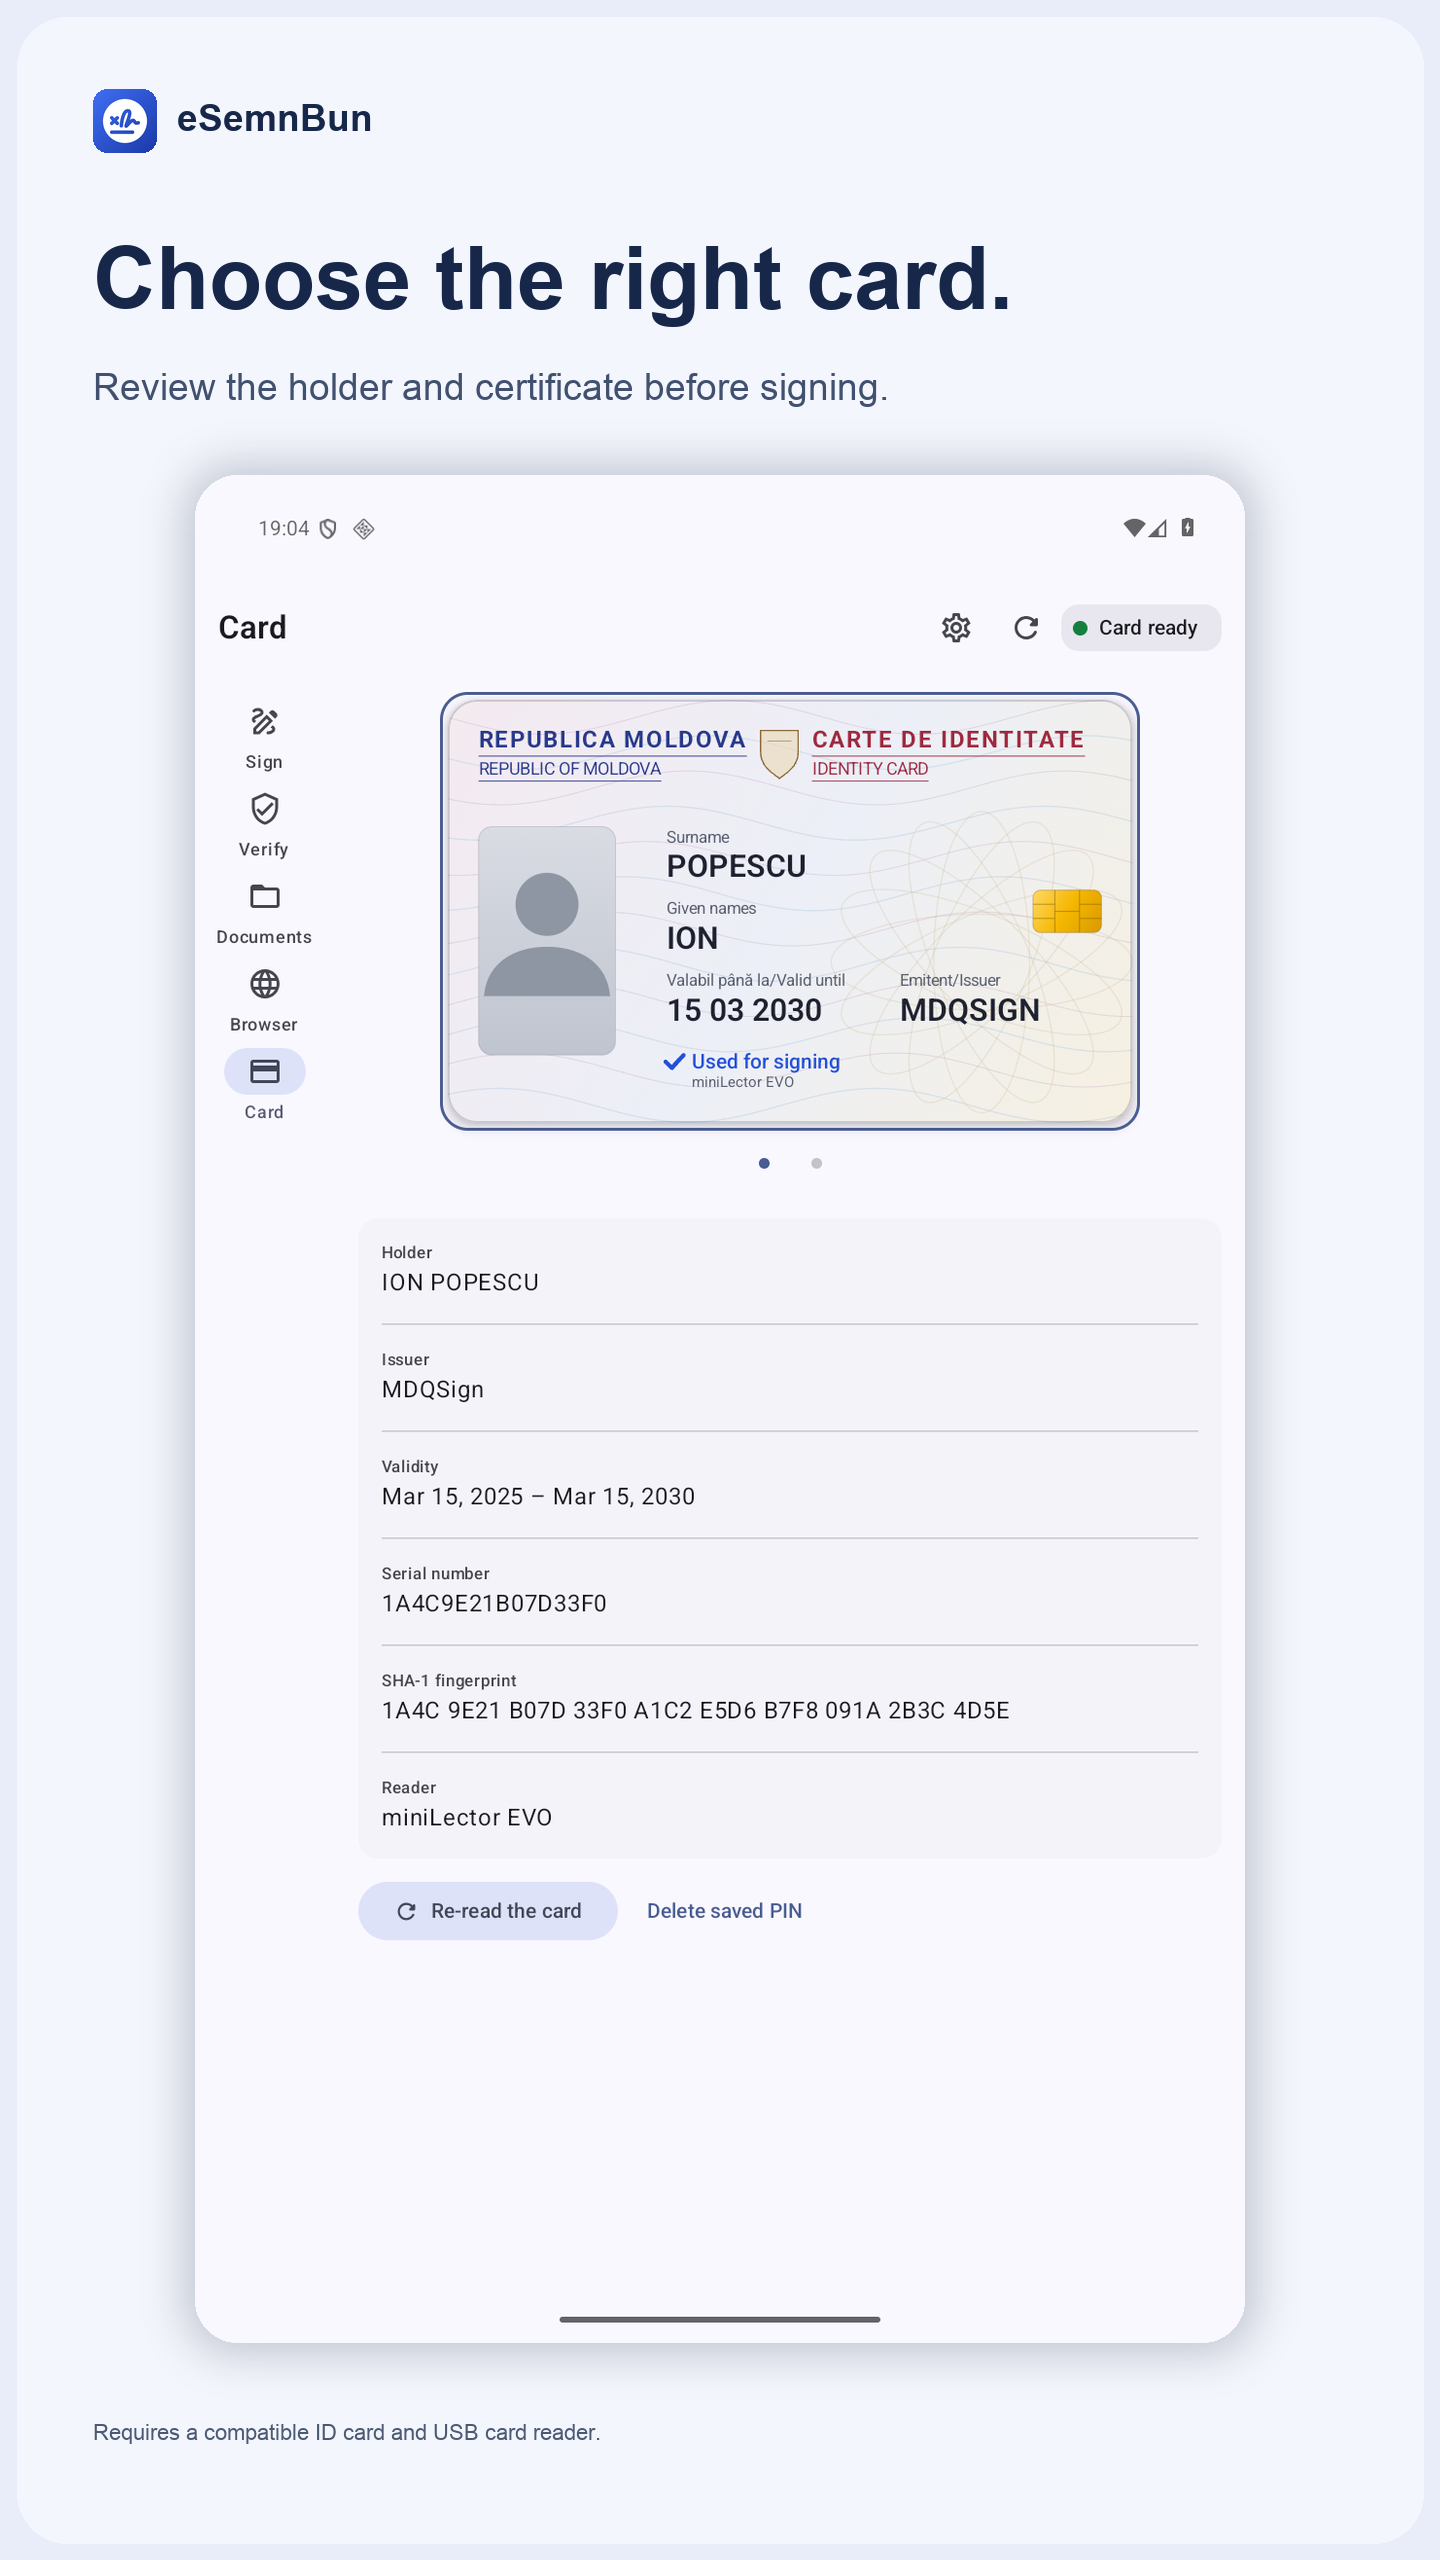 eSemnBun
Choose the right card.
Review the holder and certificate before signing.
19:04
Card
Card ready
Sign
Verify
Documents
Browser
Card
REPUBLICA MOLDOVA
REPUBLIC OF MOLDOVA
CARTE DE IDENTITATE
IDENTITY CARD
Surname
POPESCU
Given names
ION
Valabil până la/Valid until
15 03 2030
Emitent/Issuer
MDQSIGN
Used for signing
miniLector EVO
Holder
ION POPESCU
Issuer
MDQSign
Validity
Mar 15, 2025 – Mar 15, 2030
Serial number
1A4C9E21B07D33F0
SHA-1 fingerprint
1A4C 9E21 B07D 33F0 A1C2 E5D6 B7F8 091A 2B3C 4D5E
Reader
miniLector EVO
Re-read the card
Delete saved PIN
Requires a compatible ID card and USB card reader.